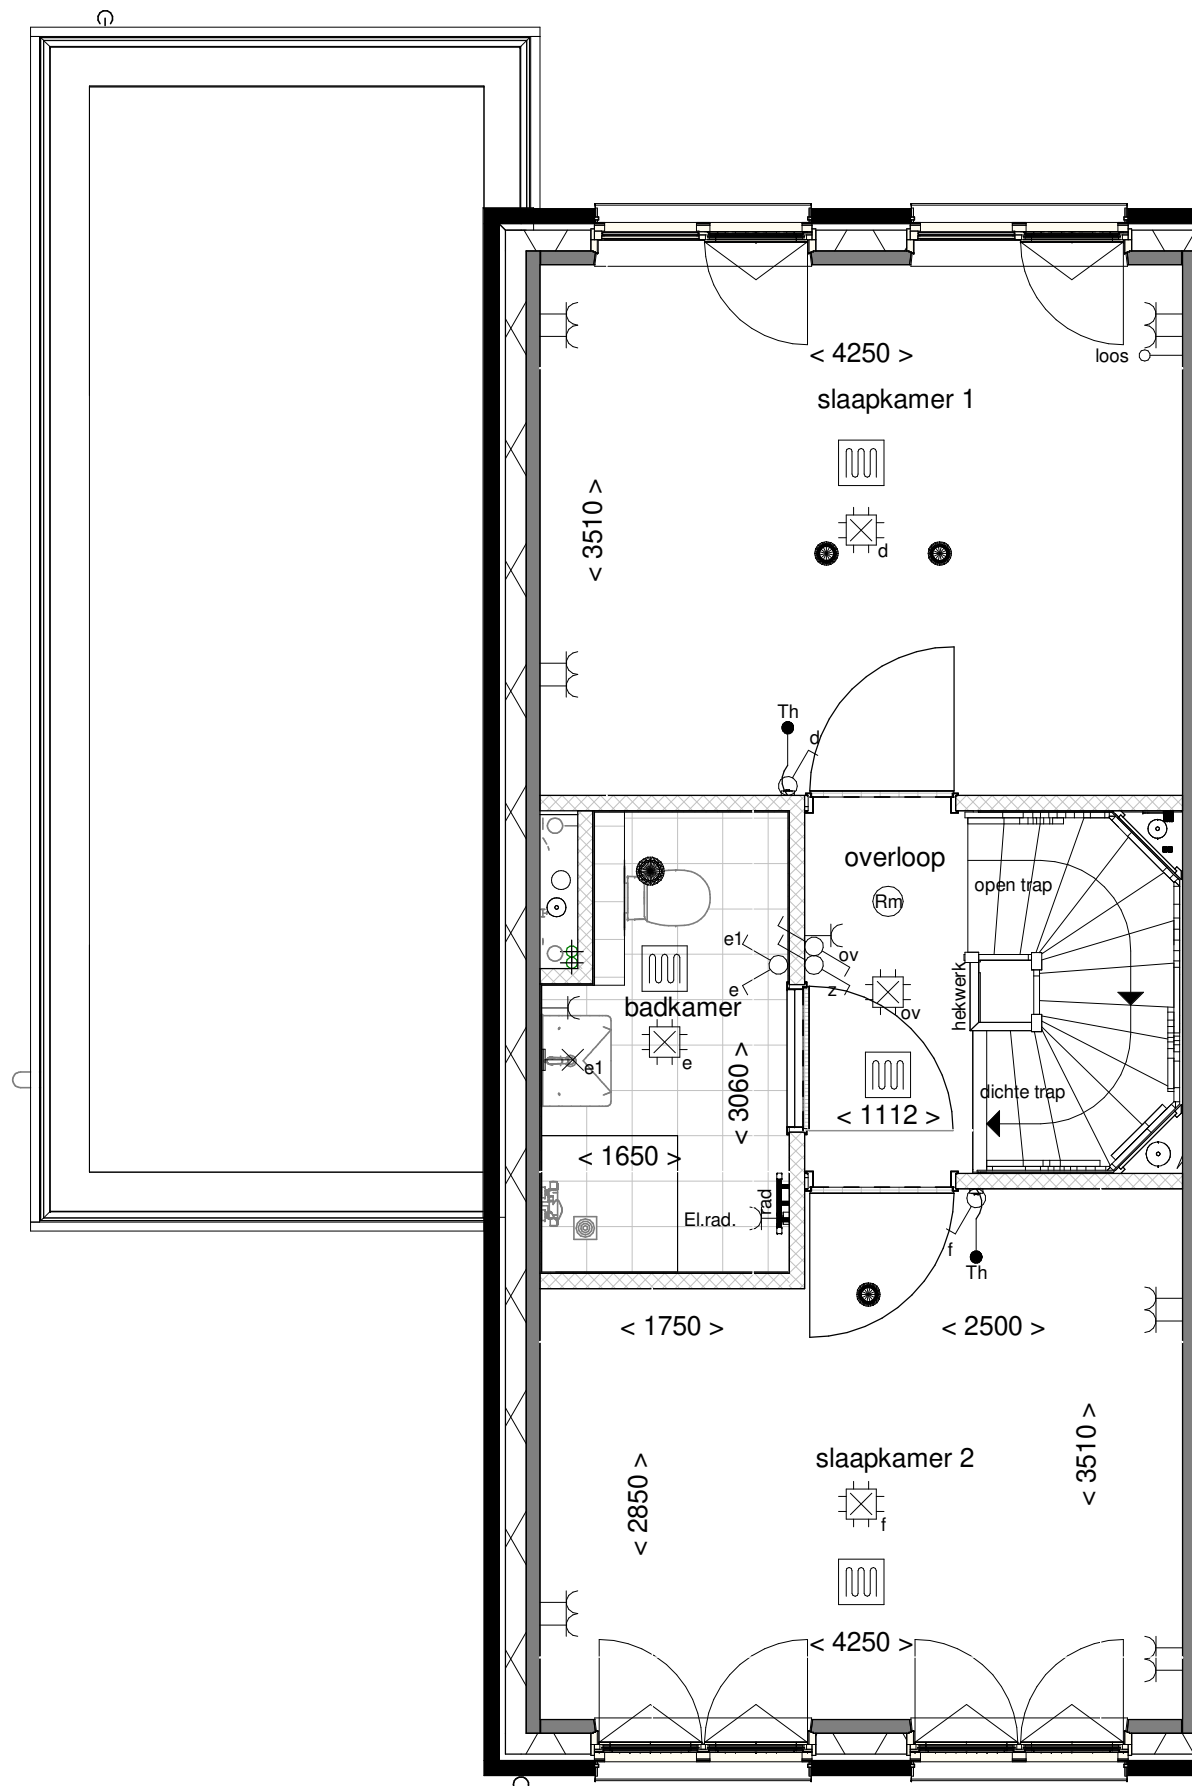 < 4250 >
loos
slaapkamer 1
< 3510 >
d
Th
d
overloop
open trap
Rm
e1
ov
hekwerk
e
z
badkamer
ov
e1
e
< 3060 >
dichte trap
< 1112 >
< 1650 >
rad
El.rad.
f
Th
< 1750 >
< 2500 >
< 3510 >
slaapkamer 2
< 2850 >
f
< 4250 >